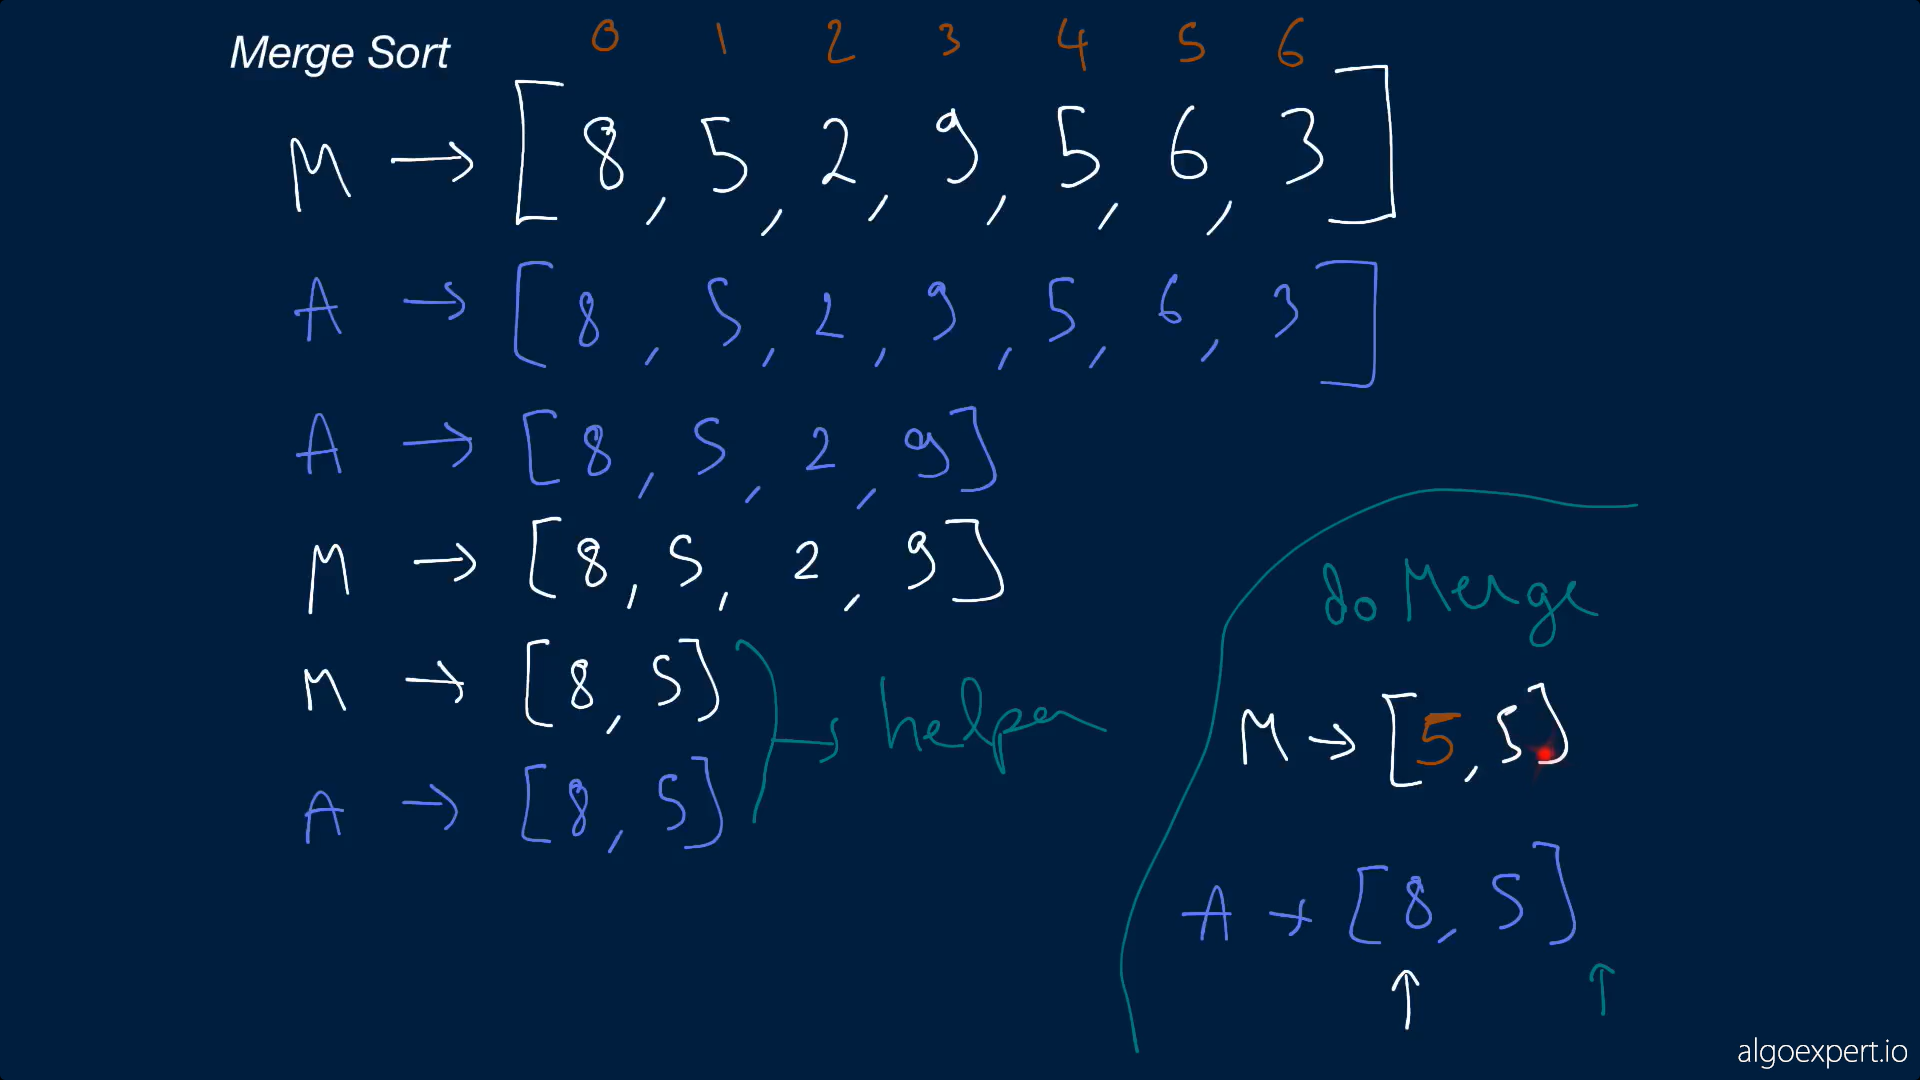 Merge Sort
0 1 2 3 4 5 6
M → [8, 5, 2, 9, 5, 6, 3]
A → [8, 5, 2, 9, 5, 6, 3]
A → [8, 5, 2, 9]
M → [8, 5, 2, 9]
M → [8, 5]
A → [8, 5]
→ helper
do Merge
M → [5, 5]
A → [8, 5]
↑ ↑
algoexpert.io